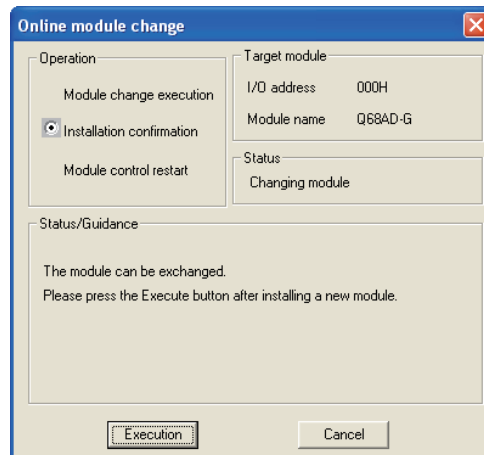 Online module change
Operation
Module change execution
Installation confirmation
Module control restart
Target module
I/O address 000H
Module name Q68AD-G
Status
Changing module
Status/Guidance
The module can be exchanged.
Please press the Execute button after installing a new module.
Execution Cancel